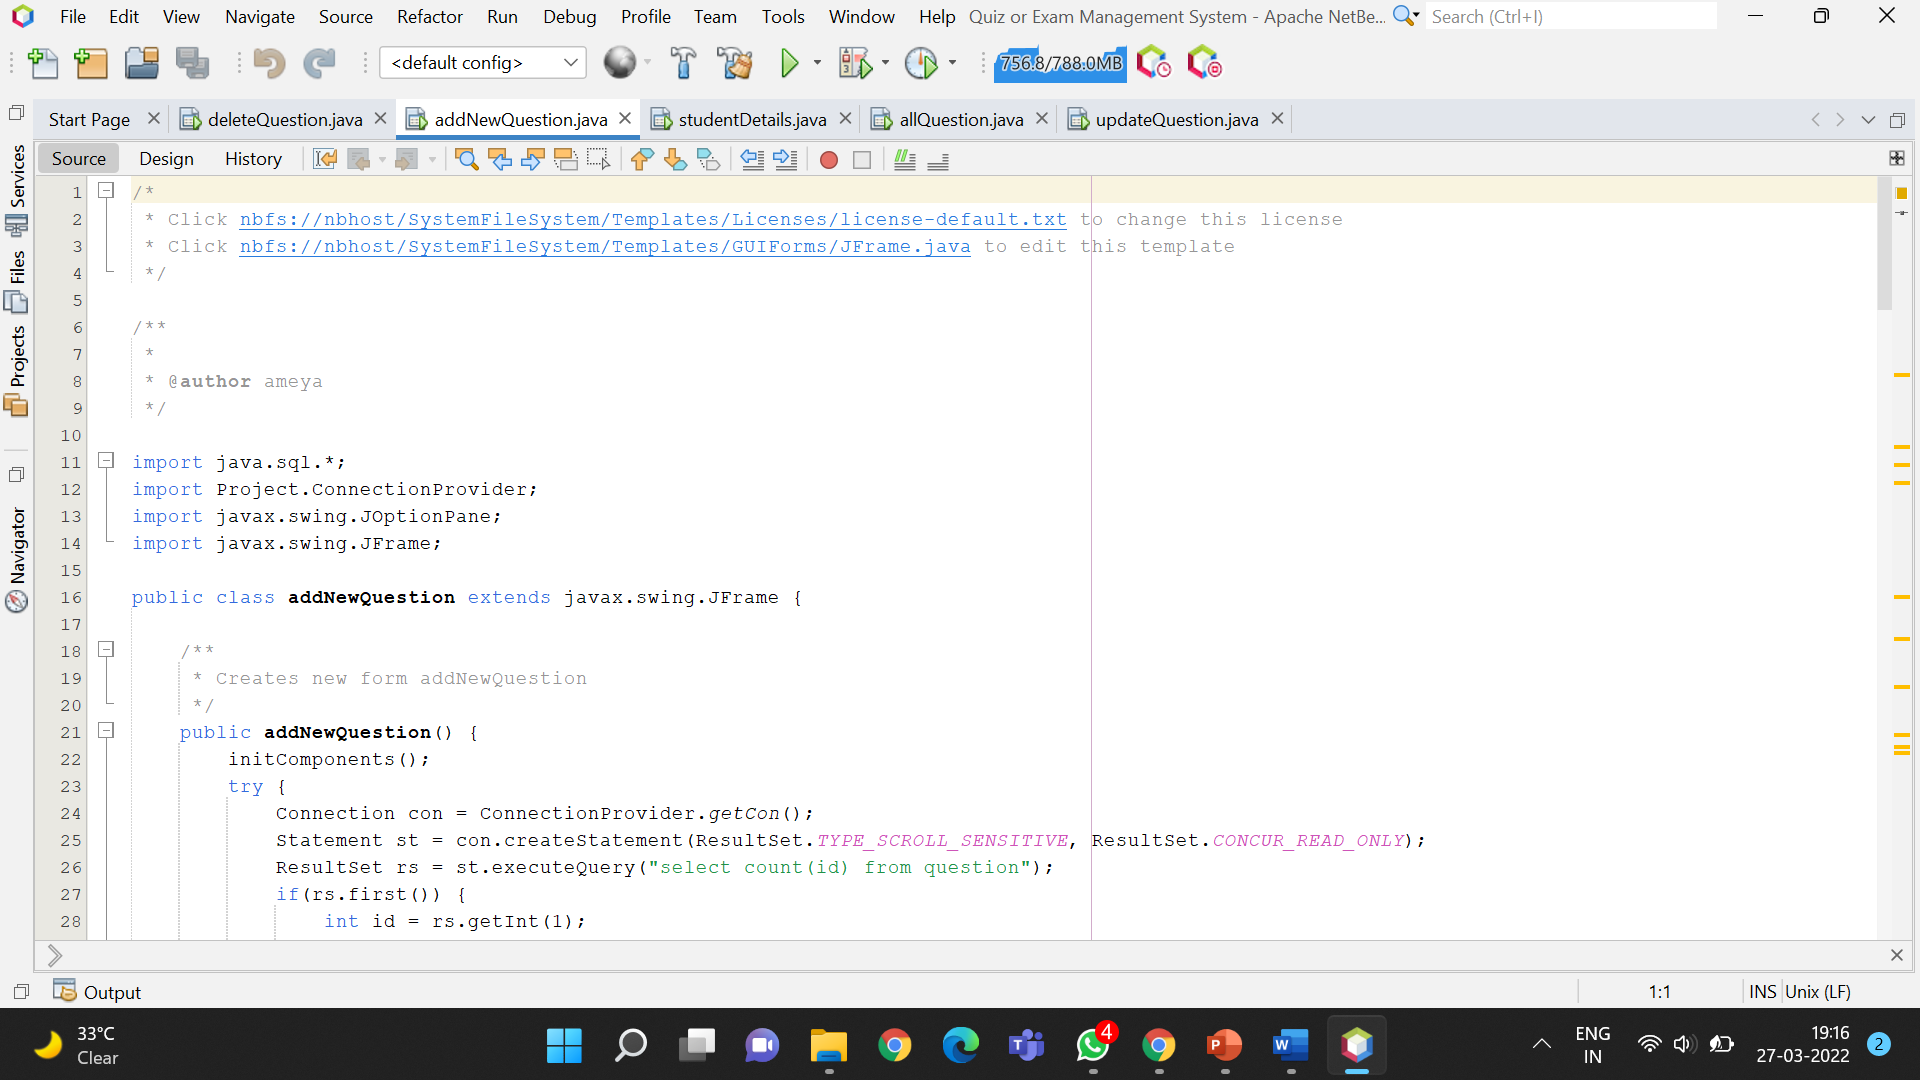 File Edit View Navigate Source Refactor Run Debug Profile Team Tools Window Help Quiz or Exam Management System - Apache NetBe... Search (Ctrl+I)
<default config> 756.8/788.0MB
Start Page deleteQuestion.java addNewQuestion.java studentDetails.java allQuestion.java updateQuestion.java
Source Design History
Services
Files
Projects
Navigator
1 /*
2 * Click nbfs://nbhost/SystemFileSystem/Templates/Licenses/license-default.txt to change this license
3 * Click nbfs://nbhost/SystemFileSystem/Templates/GUIForms/JFrame.java to edit this template
4 */
5
6 /**
7 *
8 * @author ameya
9 */
10
11 import java.sql.*;
12 import Project.ConnectionProvider;
13 import javax.swing.JOptionPane;
14 import javax.swing.JFrame;
15
16 public class addNewQuestion extends javax.swing.JFrame {
17
18 /**
19 * Creates new form addNewQuestion
20 */
21 public addNewQuestion() {
22 initComponents();
23 try {
24 Connection con = ConnectionProvider.getCon();
25 Statement st = con.createStatement(ResultSet.TYPE_SCROLL_SENSITIVE, ResultSet.CONCUR_READ_ONLY);
26 ResultSet rs = st.executeQuery("select count(id) from question");
27 if(rs.first()) {
28 int id = rs.getInt(1);
Output 1:1 INS Unix (LF)
33°C
Clear
4
ENG
IN
19:16
27-03-2022
2